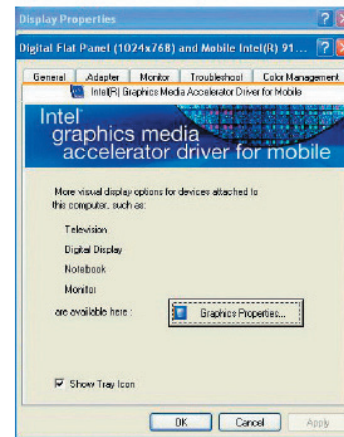 Display Properties
Digital Flat Panel (1024x768) and Mobile Intel(R) 91...
General Adapter Monitor Troubleshoot Color Management
Intel(R) Graphics Media Accelerator Driver for Mobile
Intel
graphics media
accelerator driver for mobile
More visual display options for devices attached to
this computer, such as:
Television
Digital Display
Notebook
Monitor
are available here :
Graphics Properties...
Show Tray Icon
OK Cancel Apply